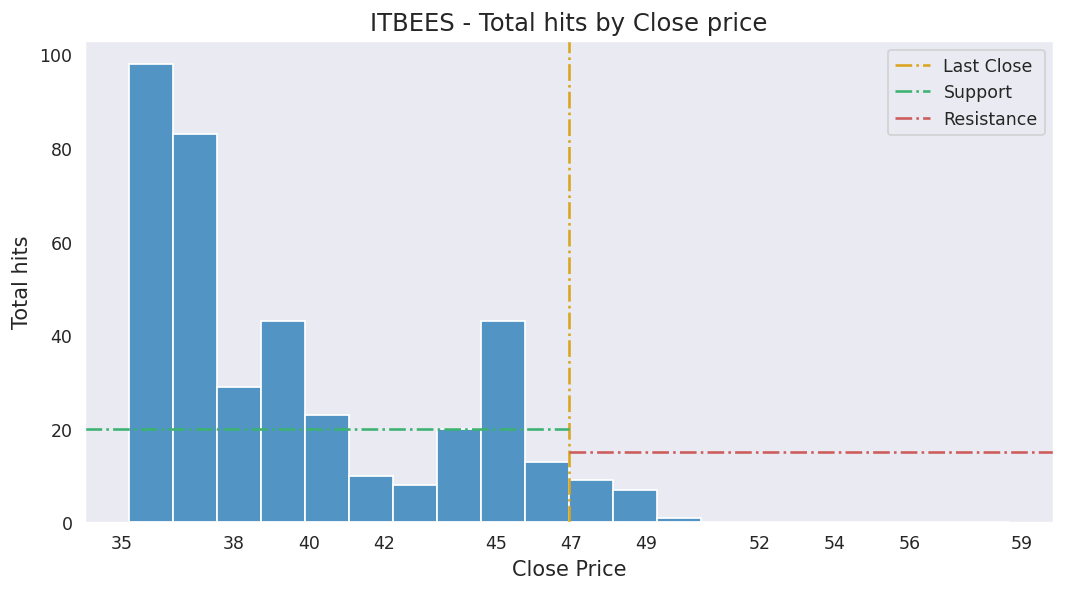 ITBEES - Total hits by Close price
Last Close
Support
Resistance
Total hits
100
80
60
40
20
0
35 38 40 42 45 47 49 52 54 56 59
Close Price